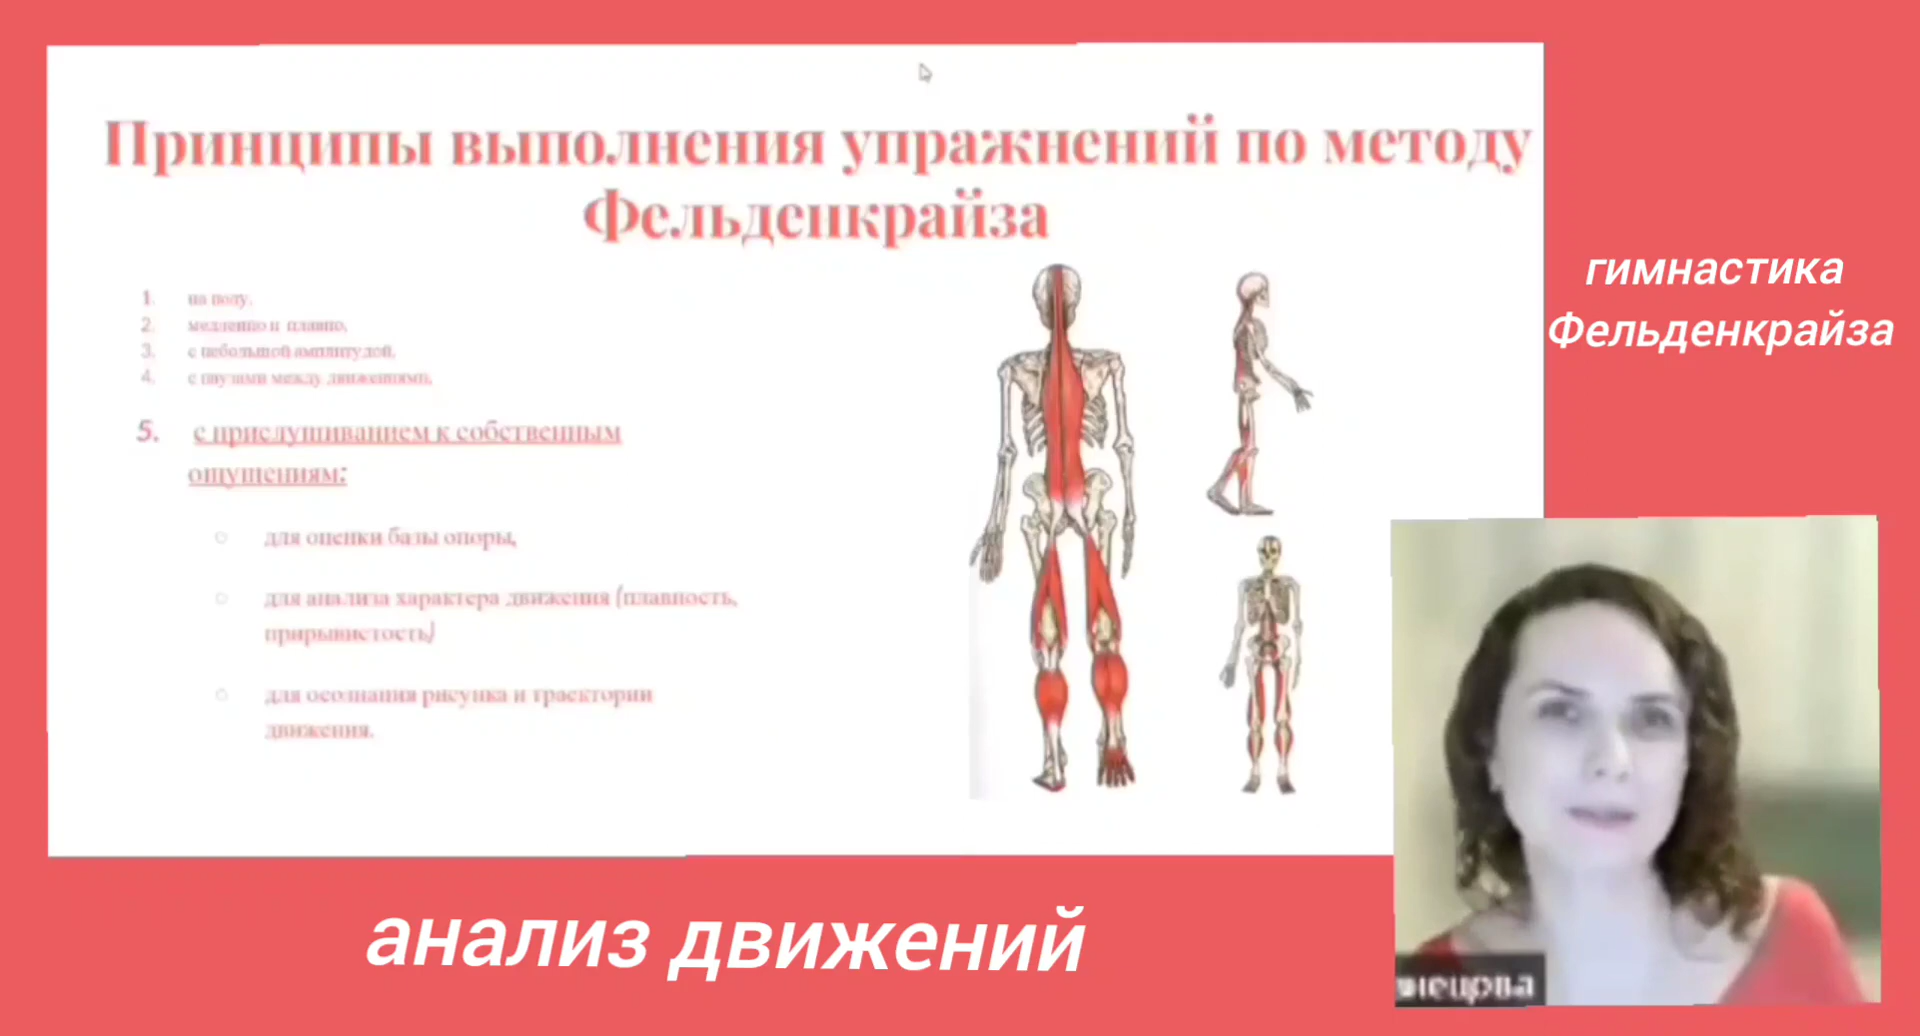 Принципы выполнения упражнений по методу
Фельденкрайза
1. на полу,
2. медленно и плавно,
3. с небольшой амплитудой,
4. с паузами между движениями,
5. с прислушиванием к собственным
ощущениям:
для оценки базы опоры,
для анализа характера движения (плавность,
прирывистость)
для осознания рисунка и траектории
движения.
гимнастика
Фельденкрайза
анализ движений
знецова